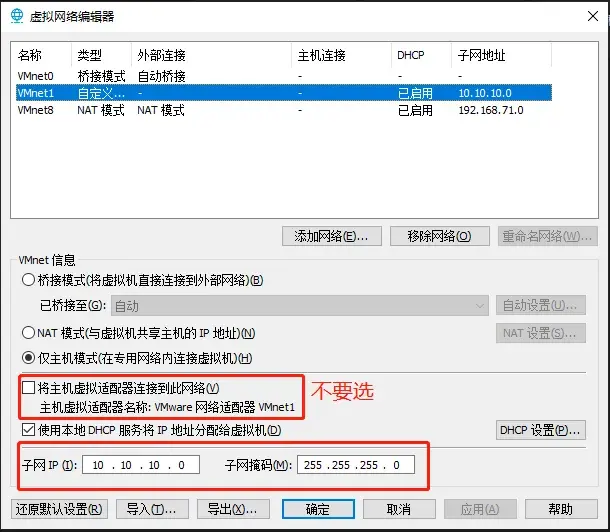 虚拟网络编辑器
名称 类型 外部连接 主机连接 DHCP 子网地址
VMnet0 桥接模式 自动桥接 - - -
VMnet1 自定义... - - 已启用 10.10.10.0
VMnet8 NAT 模式 NAT 模式 - 已启用 192.168.71.0
添加网络(E)... 移除网络(O) 重命名网络(W)...
VMnet 信息
桥接模式(将虚拟机直接连接到外部网络)(B)
已桥接至(G): 自动 自动设置(U)...
NAT 模式(与虚拟机共享主机的 IP 地址)(N) NAT 设置(S)...
仅主机模式(在专用网络内连接虚拟机)(H)
将主机虚拟适配器连接到此网络(V) 不要选
主机虚拟适配器名称: VMware 网络适配器 VMnet1
使用本地 DHCP 服务将 IP 地址分配给虚拟机(D) DHCP 设置(P)...
子网 IP (I): 10 . 10 . 10 . 0 子网掩码(M): 255 . 255 . 255 . 0
还原默认设置(R) 导入(T)... 导出(X)... 确定 取消 应用(A) 帮助